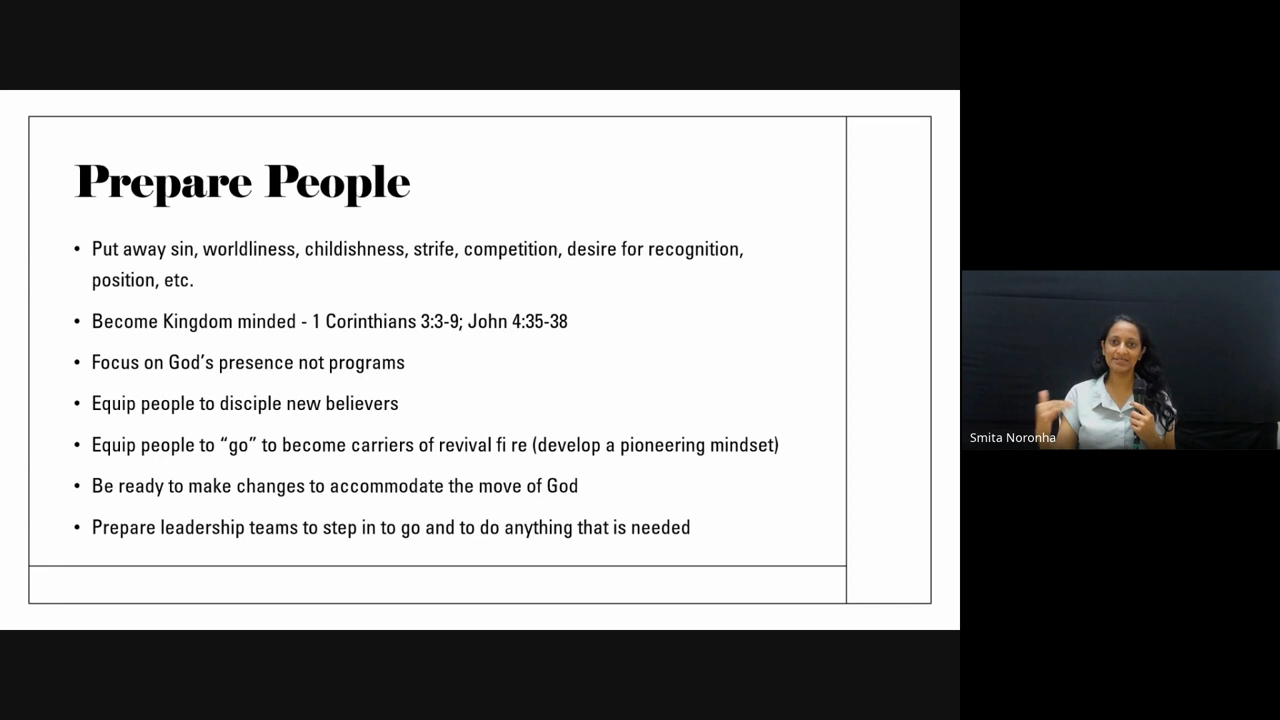 Prepare People
• Put away sin, worldliness, childishness, strife, competition, desire for recognition,
position, etc.
• Become Kingdom minded - 1 Corinthians 3:3-9; John 4:35-38
• Focus on God’s presence not programs
• Equip people to disciple new believers
• Equip people to “go” to become carriers of revival fi re (develop a pioneering mindset)
• Be ready to make changes to accommodate the move of God
• Prepare leadership teams to step in to go and to do anything that is needed
Smita Noronha